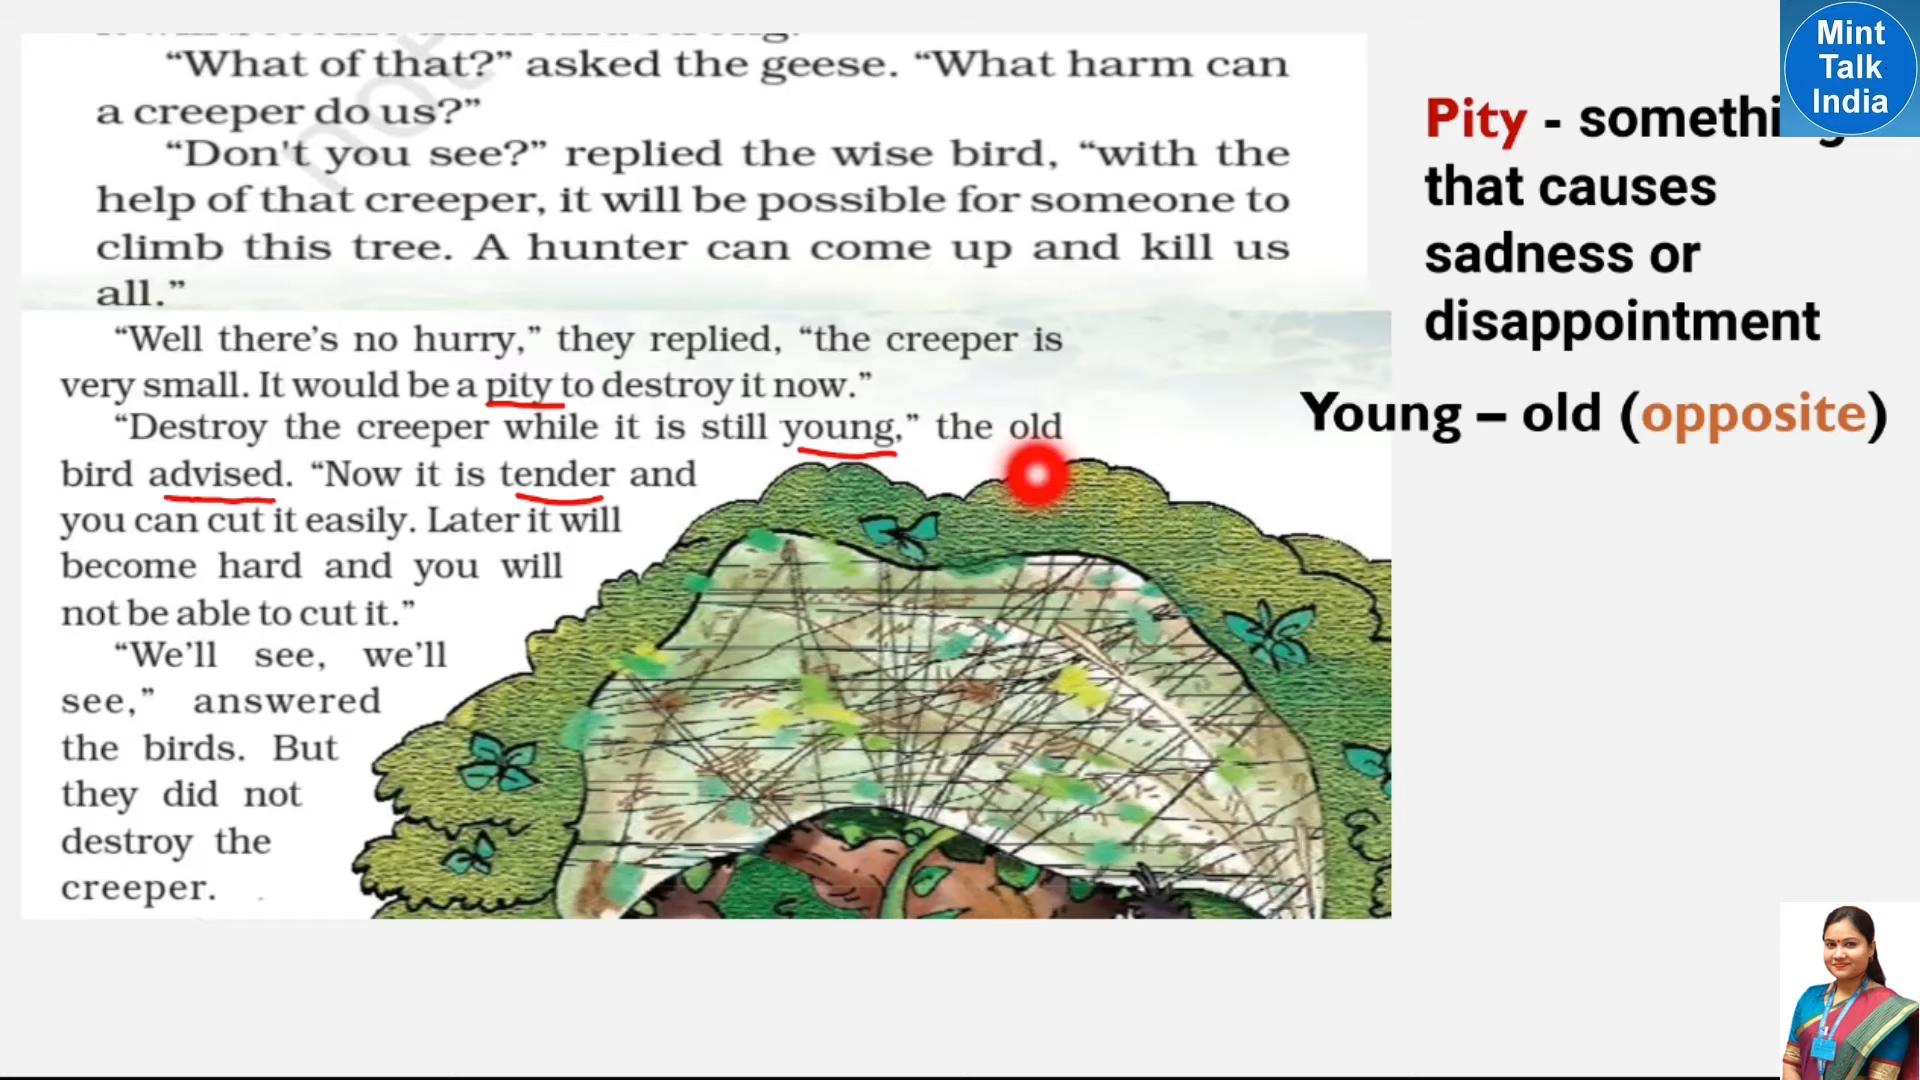 “What of that?” asked the geese. “What harm can
a creeper do us?”
“Don't you see?” replied the wise bird, “with the
help of that creeper, it will be possible for someone to
climb this tree. A hunter can come up and kill us
all.”
“Well there’s no hurry,” they replied, “the creeper is
very small. It would be a pity to destroy it now.”
“Destroy the creeper while it is still young,” the old
bird advised. “Now it is tender and
you can cut it easily. Later it will
become hard and you will
not be able to cut it.”
“We’ll see, we’ll
see,” answered
the birds. But
they did not
destroy the
creeper.
Mint
Talk
India
Pity - something
that causes
sadness or
disappointment
Young – old (opposite)